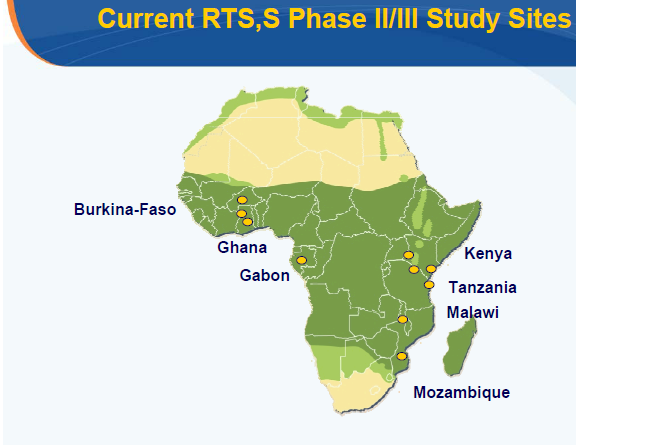 Current RTS,S Phase II/III Study Sites
Burkina-Faso
Ghana
Gabon
Kenya
Tanzania
Malawi
Mozambique